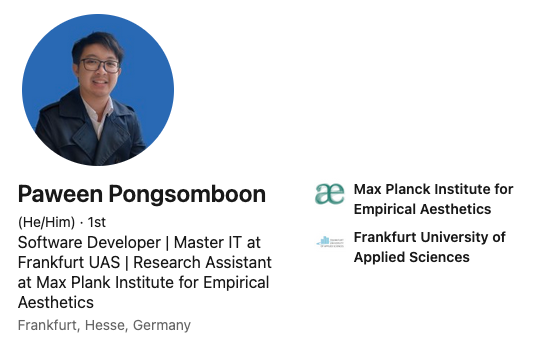 Paween Pongsomboon
(He/Him) · 1st
Software Developer | Master IT at
Frankfurt UAS | Research Assistant
at Max Plank Institute for Empirical
Aesthetics
Frankfurt, Hesse, Germany
æ
Max Planck Institute for
Empirical Aesthetics
Frankfurt University of
Applied Sciences